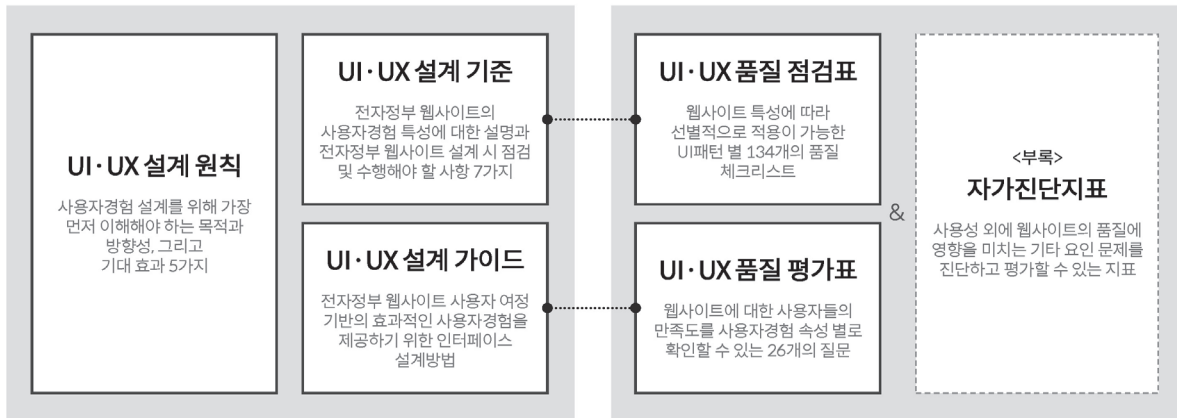 UI·UX 설계 원칙
사용자경험 설계를 위해 가장
먼저 이해해야 하는 목적과
방향성, 그리고
기대 효과 5가지
UI·UX 설계 기준
전자정부 웹사이트의
사용자경험 특성에 대한 설명과
전자정부 웹사이트 설계 시 점검
및 수행해야 할 사항 7가지
UI·UX 설계 가이드
전자정부 웹사이트 사용자 여정
기반의 효과적인 사용자경험을
제공하기 위한 인터페이스
설계방법
UI·UX 품질 점검표
웹사이트 특성에 따라
선별적으로 적용이 가능한
UI패턴 별 134개의 품질
체크리스트
UI·UX 품질 평가표
웹사이트에 대한 사용자들의
만족도를 사용자경험 속성 별로
확인할 수 있는 26개의 질문
&
<부록>
자가진단지표
사용성 외에 웹사이트의 품질에
영향을 미치는 기타 요인 문제를
진단하고 평가할 수 있는 지표